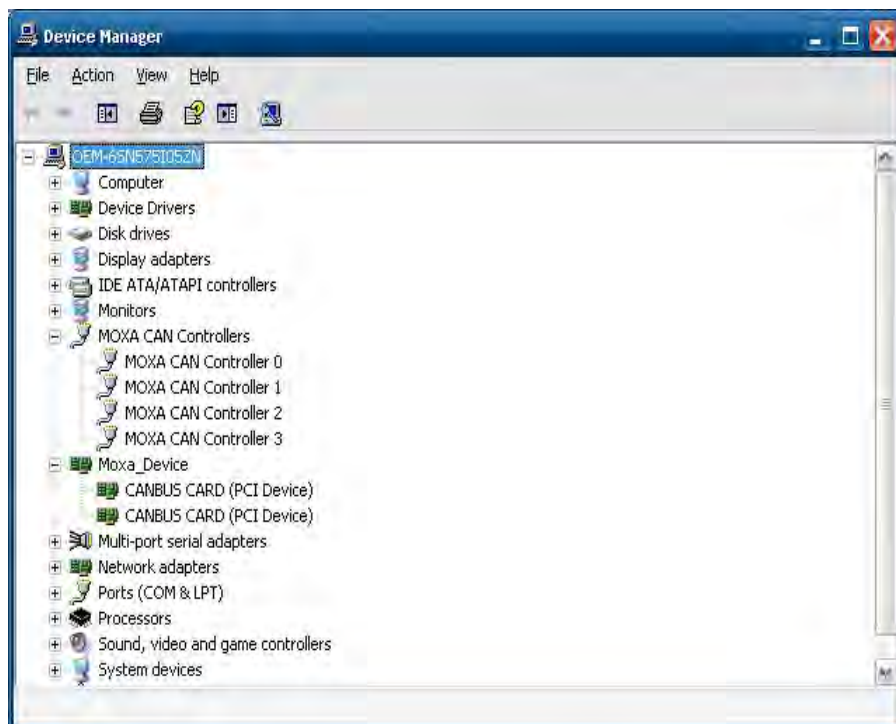 Device Manager
File Action View Help
OEM-6SN575I05ZN
Computer
Device Drivers
Disk drives
Display adapters
IDE ATA/ATAPI controllers
Monitors
MOXA CAN Controllers
MOXA CAN Controller 0
MOXA CAN Controller 1
MOXA CAN Controller 2
MOXA CAN Controller 3
Moxa_Device
CANBUS CARD (PCI Device)
CANBUS CARD (PCI Device)
Multi-port serial adapters
Network adapters
Ports (COM & LPT)
Processors
Sound, video and game controllers
System devices